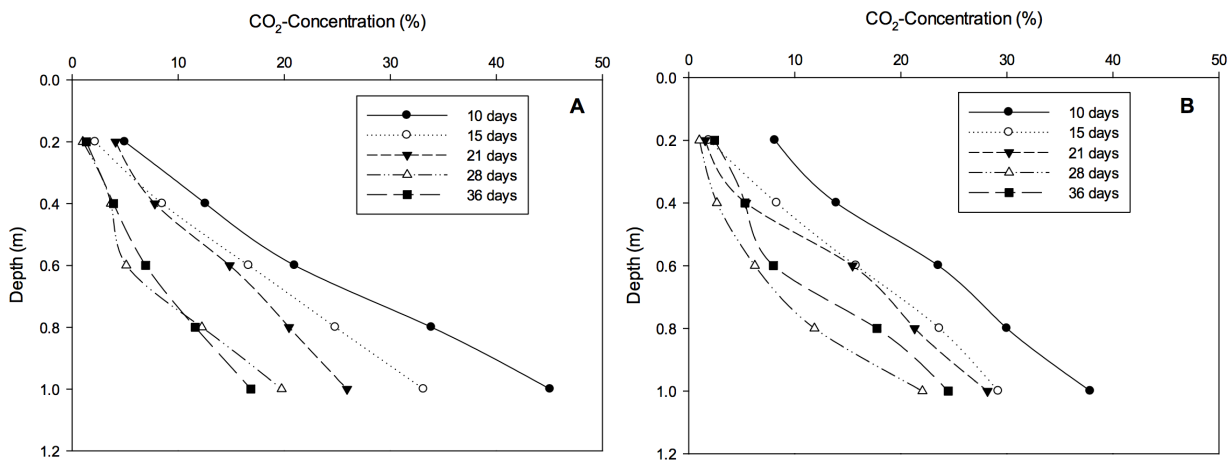 CO2-Concentration (%)
0 10 20 30 40 50
0.0
0.2
0.4
0.6
0.8
1.0
1.2
Depth (m)
A
10 days
15 days
21 days
28 days
36 days
CO2-Concentration (%)
0 10 20 30 40 50
0.0
0.2
0.4
0.6
0.8
1.0
1.2
Depth (m)
B
10 days
15 days
21 days
28 days
36 days